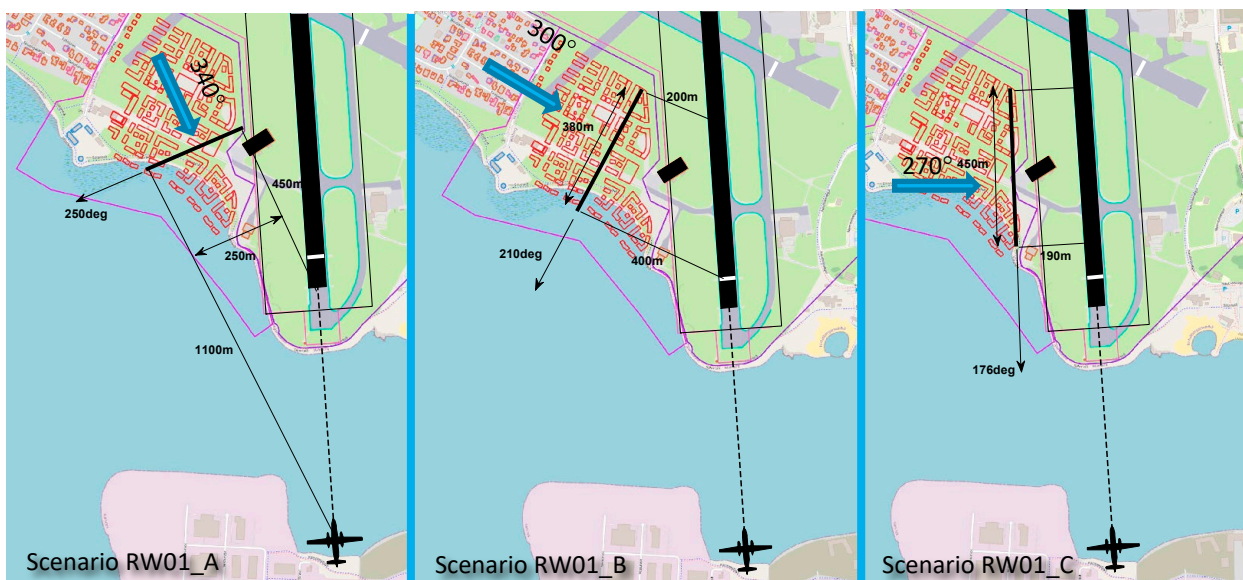 340°
450m
250deg
250m
1100m
Scenario RW01_A
300°
200m
380m
210deg
400m
Scenario RW01_B
270°
450m
190m
176deg
Scenario RW01_C